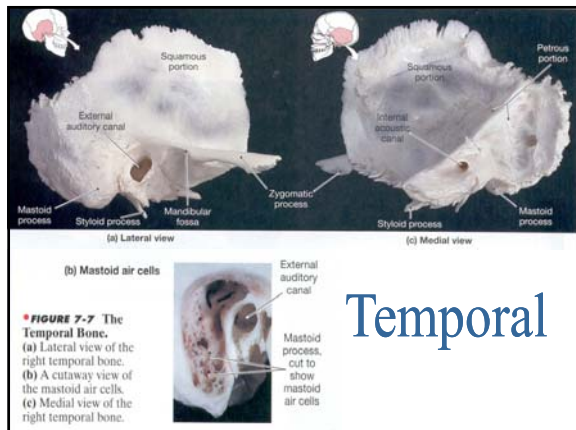 Squamous
portion
External
auditory canal
Mastoid
process
Styloid process
Mandibular
fossa
Zygomatic
process
(a) Lateral view
Squamous
portion
Petrous
portion
Internal
acoustic
canal
Styloid process
Mastoid
process
(c) Medial view
(b) Mastoid air cells
External
auditory
canal
Mastoid
process,
cut to
show
mastoid
air cells
•FIGURE 7-7 The
Temporal Bone.
(a) Lateral view of the
right temporal bone.
(b) A cutaway view of
the mastoid air cells.
(c) Medial view of the
right temporal bone.
Temporal